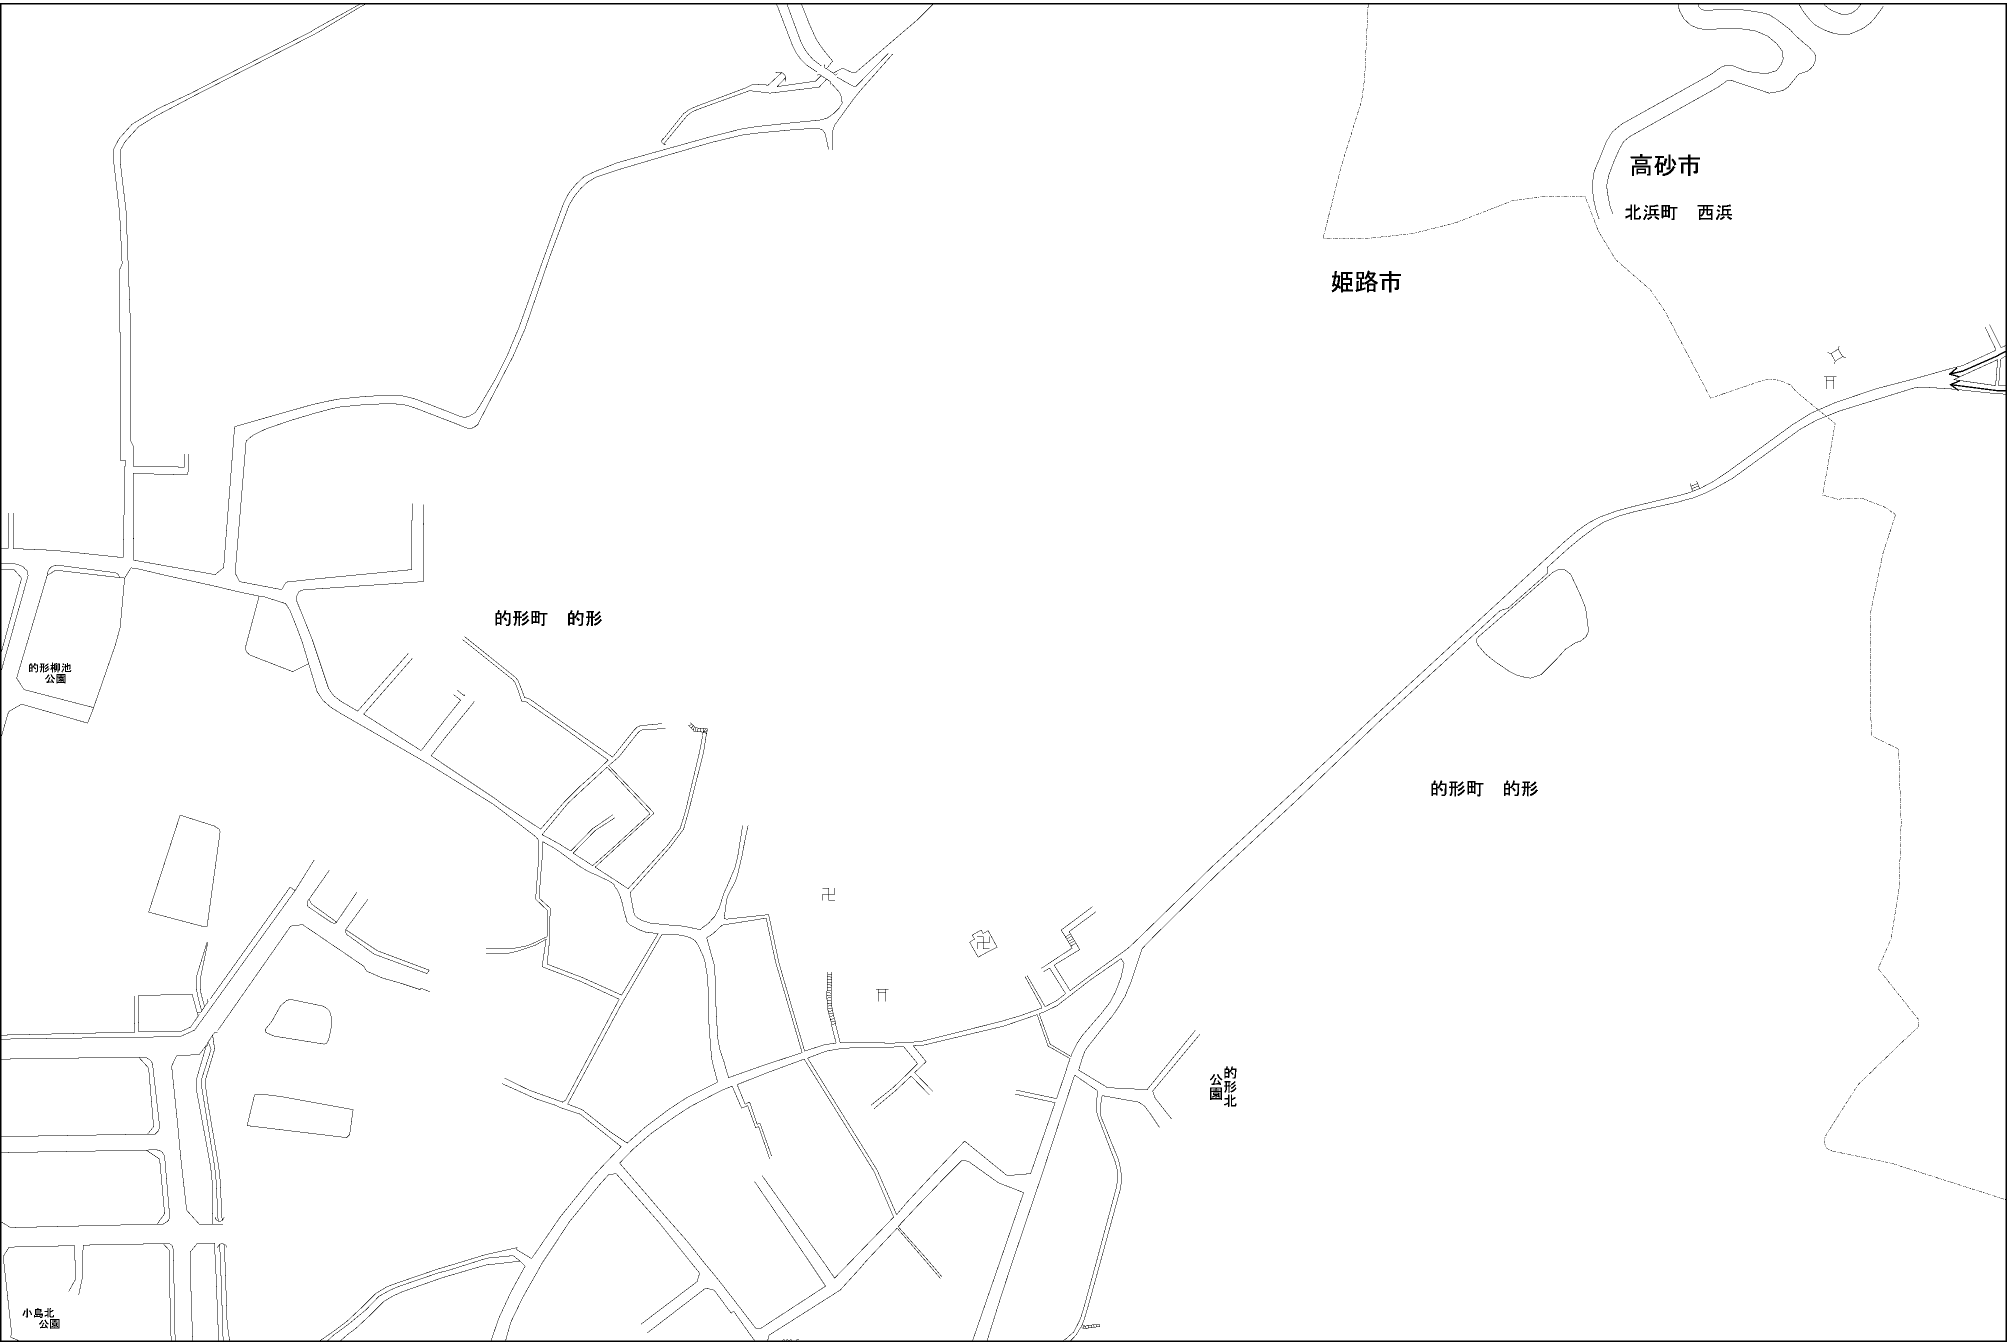 高砂市
北浜町　西浜
姫路市
的形町　的形
的形柳池
公園
的形町　的形
的形北
公園
小島北
公園